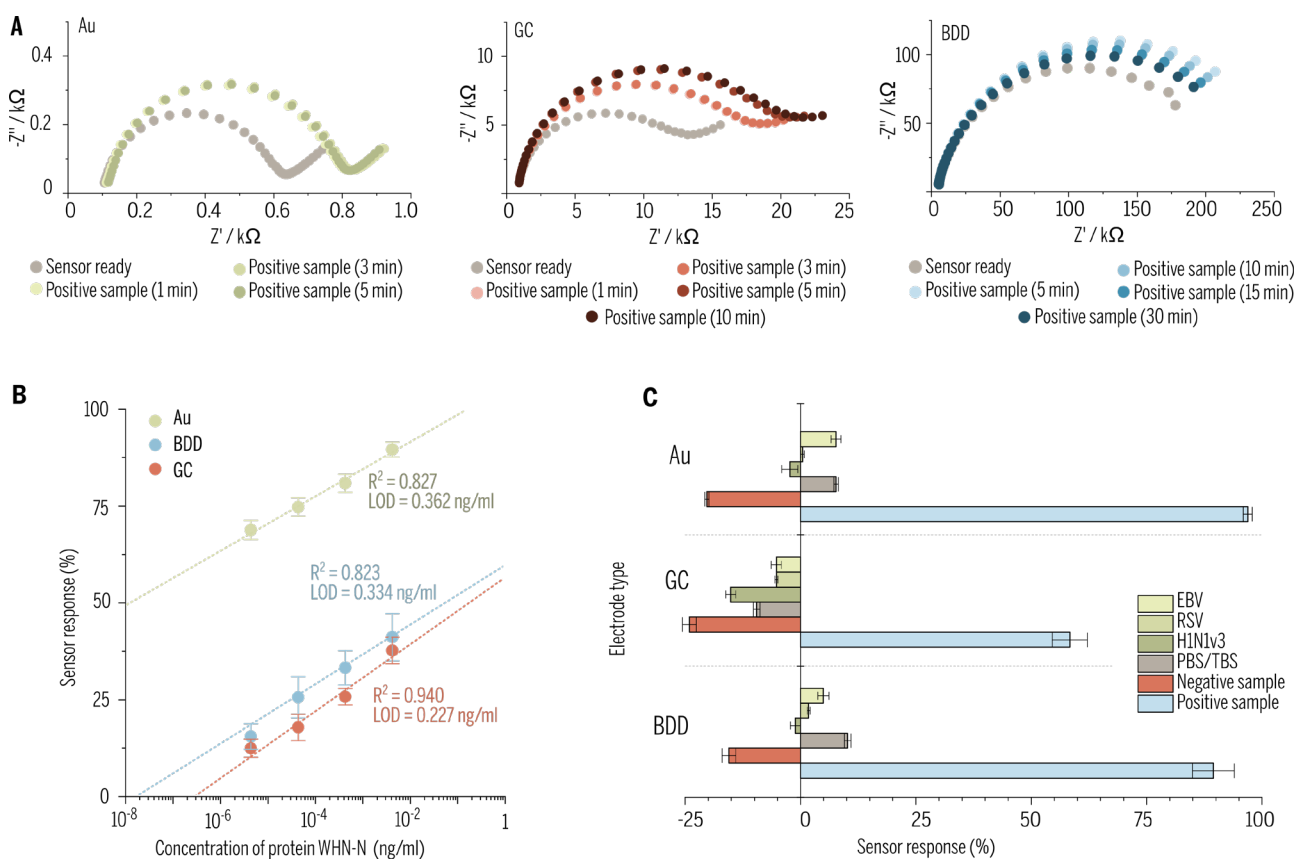 A
Au
GC
BDD
-Z″ / kΩ
0.4
0.2
0
0
0.2
0.4
0.6
0.8
1.0
Z' / kΩ
-Z″ / kΩ
10
5
0
5
10
15
20
25
Z' / kΩ
-Z″ / kΩ
100
50
0
50
100
150
200
250
Z' / kΩ
Sensor ready
Positive sample (3 min)
Positive sample (1 min)
Positive sample (5 min)
Sensor ready
Positive sample (3 min)
Positive sample (1 min)
Positive sample (5 min)
Positive sample (10 min)
Sensor ready
Positive sample (10 min)
Positive sample (5 min)
Positive sample (15 min)
Positive sample (30 min)
B
Sensor response (%)
100
75
50
25
0
Au
BDD
GC
R² = 0.827
LOD = 0.362 ng/ml
R² = 0.823
LOD = 0.334 ng/ml
R² = 0.940
LOD = 0.227 ng/ml
10⁻⁸
10⁻⁶
10⁻⁴
10⁻²
1
Concentration of protein WHN-N (ng/ml)
C
Electrode type
Au
GC
BDD
EBV
RSV
H1N1v3
PBS/TBS
Negative sample
Positive sample
-25
0
25
50
75
100
Sensor response (%)